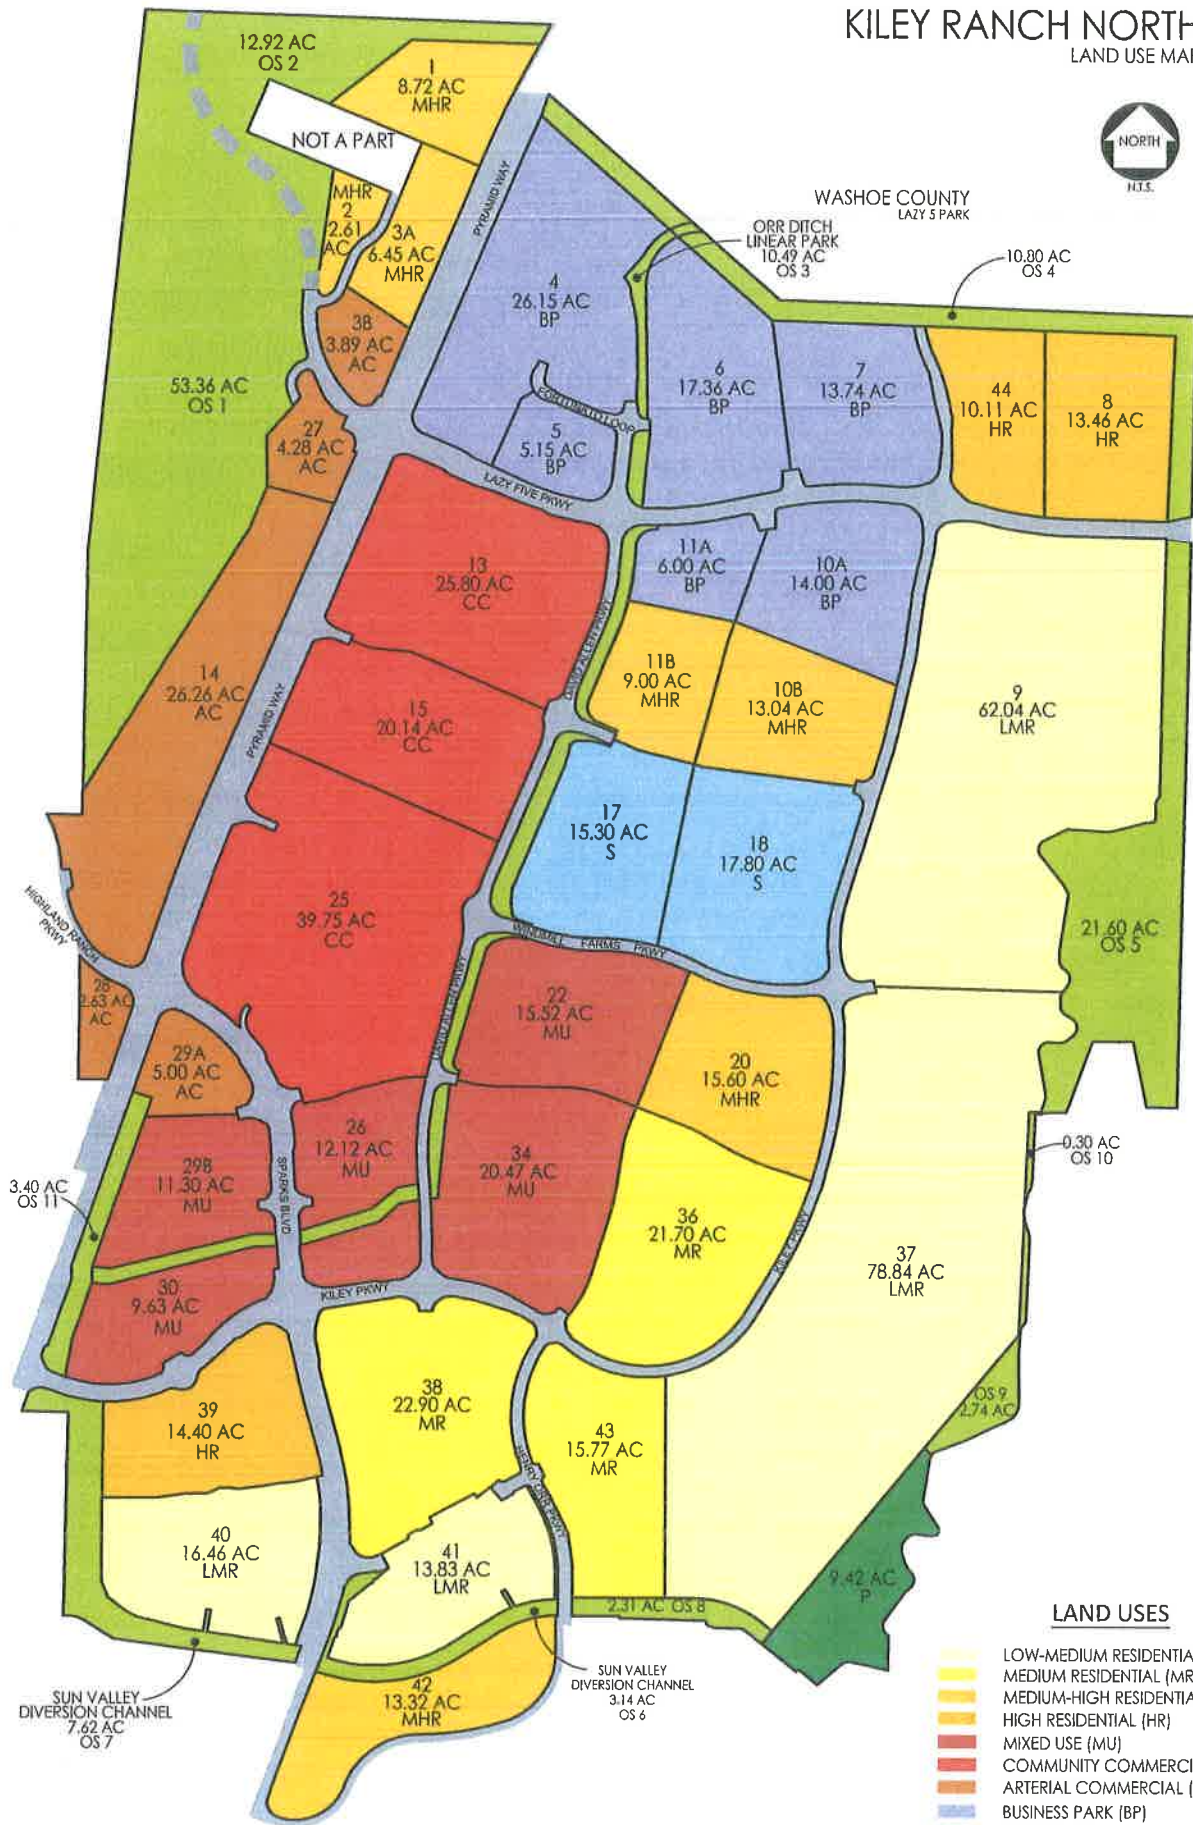 KILEY RANCH NORTH
LAND USE MAP
NORTH
N.T.S.
12.92 AC
OS 2
1
8.72 AC
MHR
NOT A PART
MHR
2
2.61
AC
3A
6.45 AC
MHR
PYRAMID WAY
WASHOE COUNTY
LAZY 5 PARK
ORR DITCH
LINEAR PARK
10.49 AC
OS 3
10.80 AC
OS 4
4
26.15 AC
BP
3B
3.89 AC
AC
53.36 AC
OS 1
6
17.36 AC
BP
7
13.74 AC
BP
44
10.11 AC
HR
8
13.46 AC
HR
LOOP
5
5.15 AC
BP
27
4.28 AC
AC
LAZY FIVE PKWY
13
25.80 AC
CC
11A
6.00 AC
BP
10A
14.00 AC
BP
DAVID ALLEN PKWY
11B
9.00 AC
MHR
10B
13.04 AC
MHR
9
62.04 AC
LMR
14
26.26 AC
AC
PYRAMID WAY
15
20.14 AC
CC
17
15.30 AC
S
18
17.80 AC
S
25
39.75 AC
CC
HIGHLAND RANCH
PKWY
WINDMILL FARMS PKWY
21.60 AC
OS 5
28
2.63 AC
AC
22
15.52 AC
MU
DAVID ALLEN PKWY
29A
5.00 AC
AC
20
15.60 AC
MHR
26
12.12 AC
MU
34
20.47 AC
MU
0.30 AC
OS 10
29B
11.30 AC
MU
SPARKS BLVD
3.40 AC
OS 11
36
21.70 AC
MR
KILEY PKWY
37
78.84 AC
LMR
30
9.63 AC
MU
KILEY PKWY
38
22.90 AC
MR
39
14.40 AC
HR
OS 9
2.74 AC
43
15.77 AC
MR
HENRY ORR PKWY
40
16.46 AC
LMR
41
13.83 AC
LMR
9.42 AC
P
2.31 AC OS 8
SUN VALLEY
DIVERSION CHANNEL
7.62 AC
OS 7
SUN VALLEY
DIVERSION CHANNEL
3.14 AC
OS 6
42
13.32 AC
MHR
LAND USES
LOW-MEDIUM RESIDENTIA
MEDIUM RESIDENTIAL (MR
MEDIUM-HIGH RESIDENTIA
HIGH RESIDENTIAL (HR)
MIXED USE (MU)
COMMUNITY COMMERCI
ARTERIAL COMMERCIAL (
BUSINESS PARK (BP)